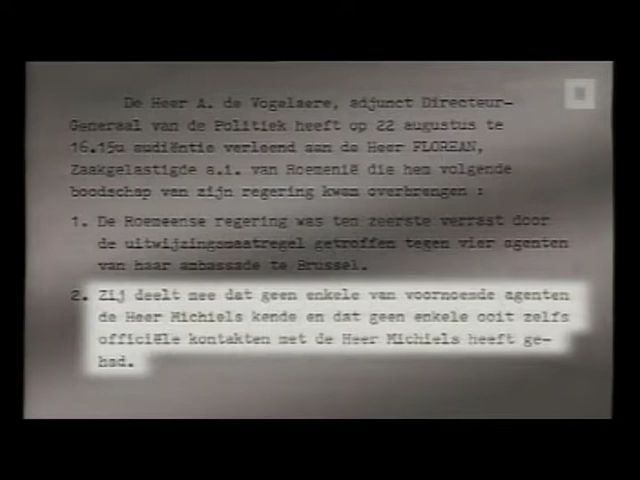 De Heer A. de Vogelaere, adjunct Directeur-
Generaal van de Politiek heeft op 22 augustus te
16.15u audiëntie verleend aan de Heer FLOREAN,
Zaakgelastigde a.i. van Roemenië die hem volgende
boodschap van zijn regering kwam overbrengen :
1. De Roemeense regering was ten zeerste verrast door
de uitwijzingsmaatregel getroffen tegen vier agenten
van haar ambassade te Brussel.
2. Zij deelt mee dat geen enkele van voornoemde agenten
de Heer Michiels kende en dat geen enkele ooit zelfs
officiële kontakten met de Heer Michiels heeft ge-
had.